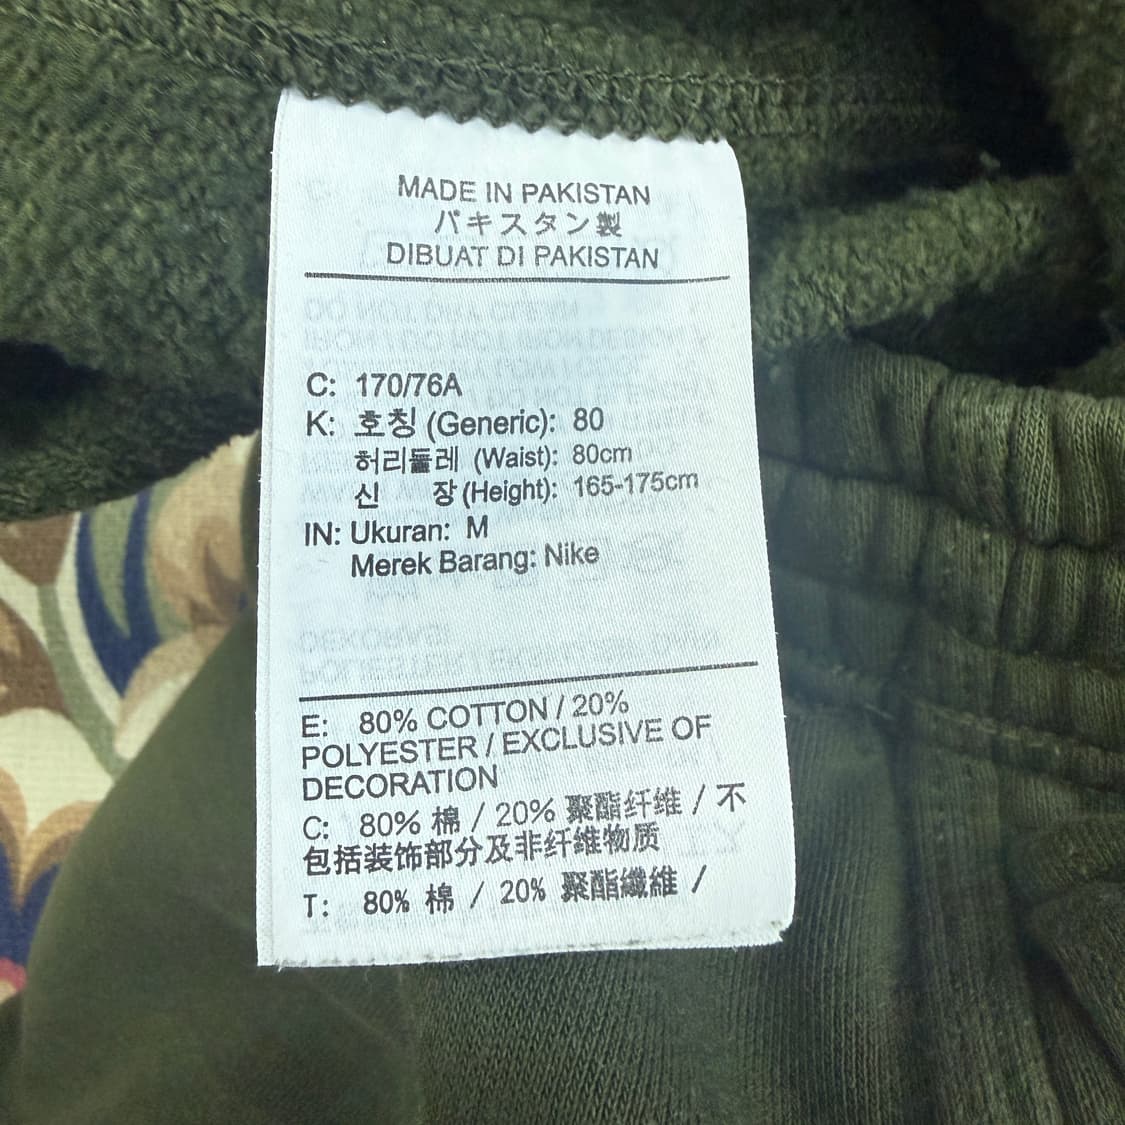 MADE IN PAKISTAN
パキスタン製
DIBUAT DI PAKISTAN
C: 170/76A
K: 호칭 (Generic): 80
허리둘레 (Waist): 80cm
신 장 (Height): 165-175cm
IN: Ukuran: M
Merek Barang: Nike
E: 80% COTTON / 20%
POLYESTER / EXCLUSIVE OF
DECORATION
C: 80% 棉 / 20% 聚酯纤维 / 不
包括装饰部分及非纤维物质
T: 80% 棉 / 20% 聚酯纖維 /